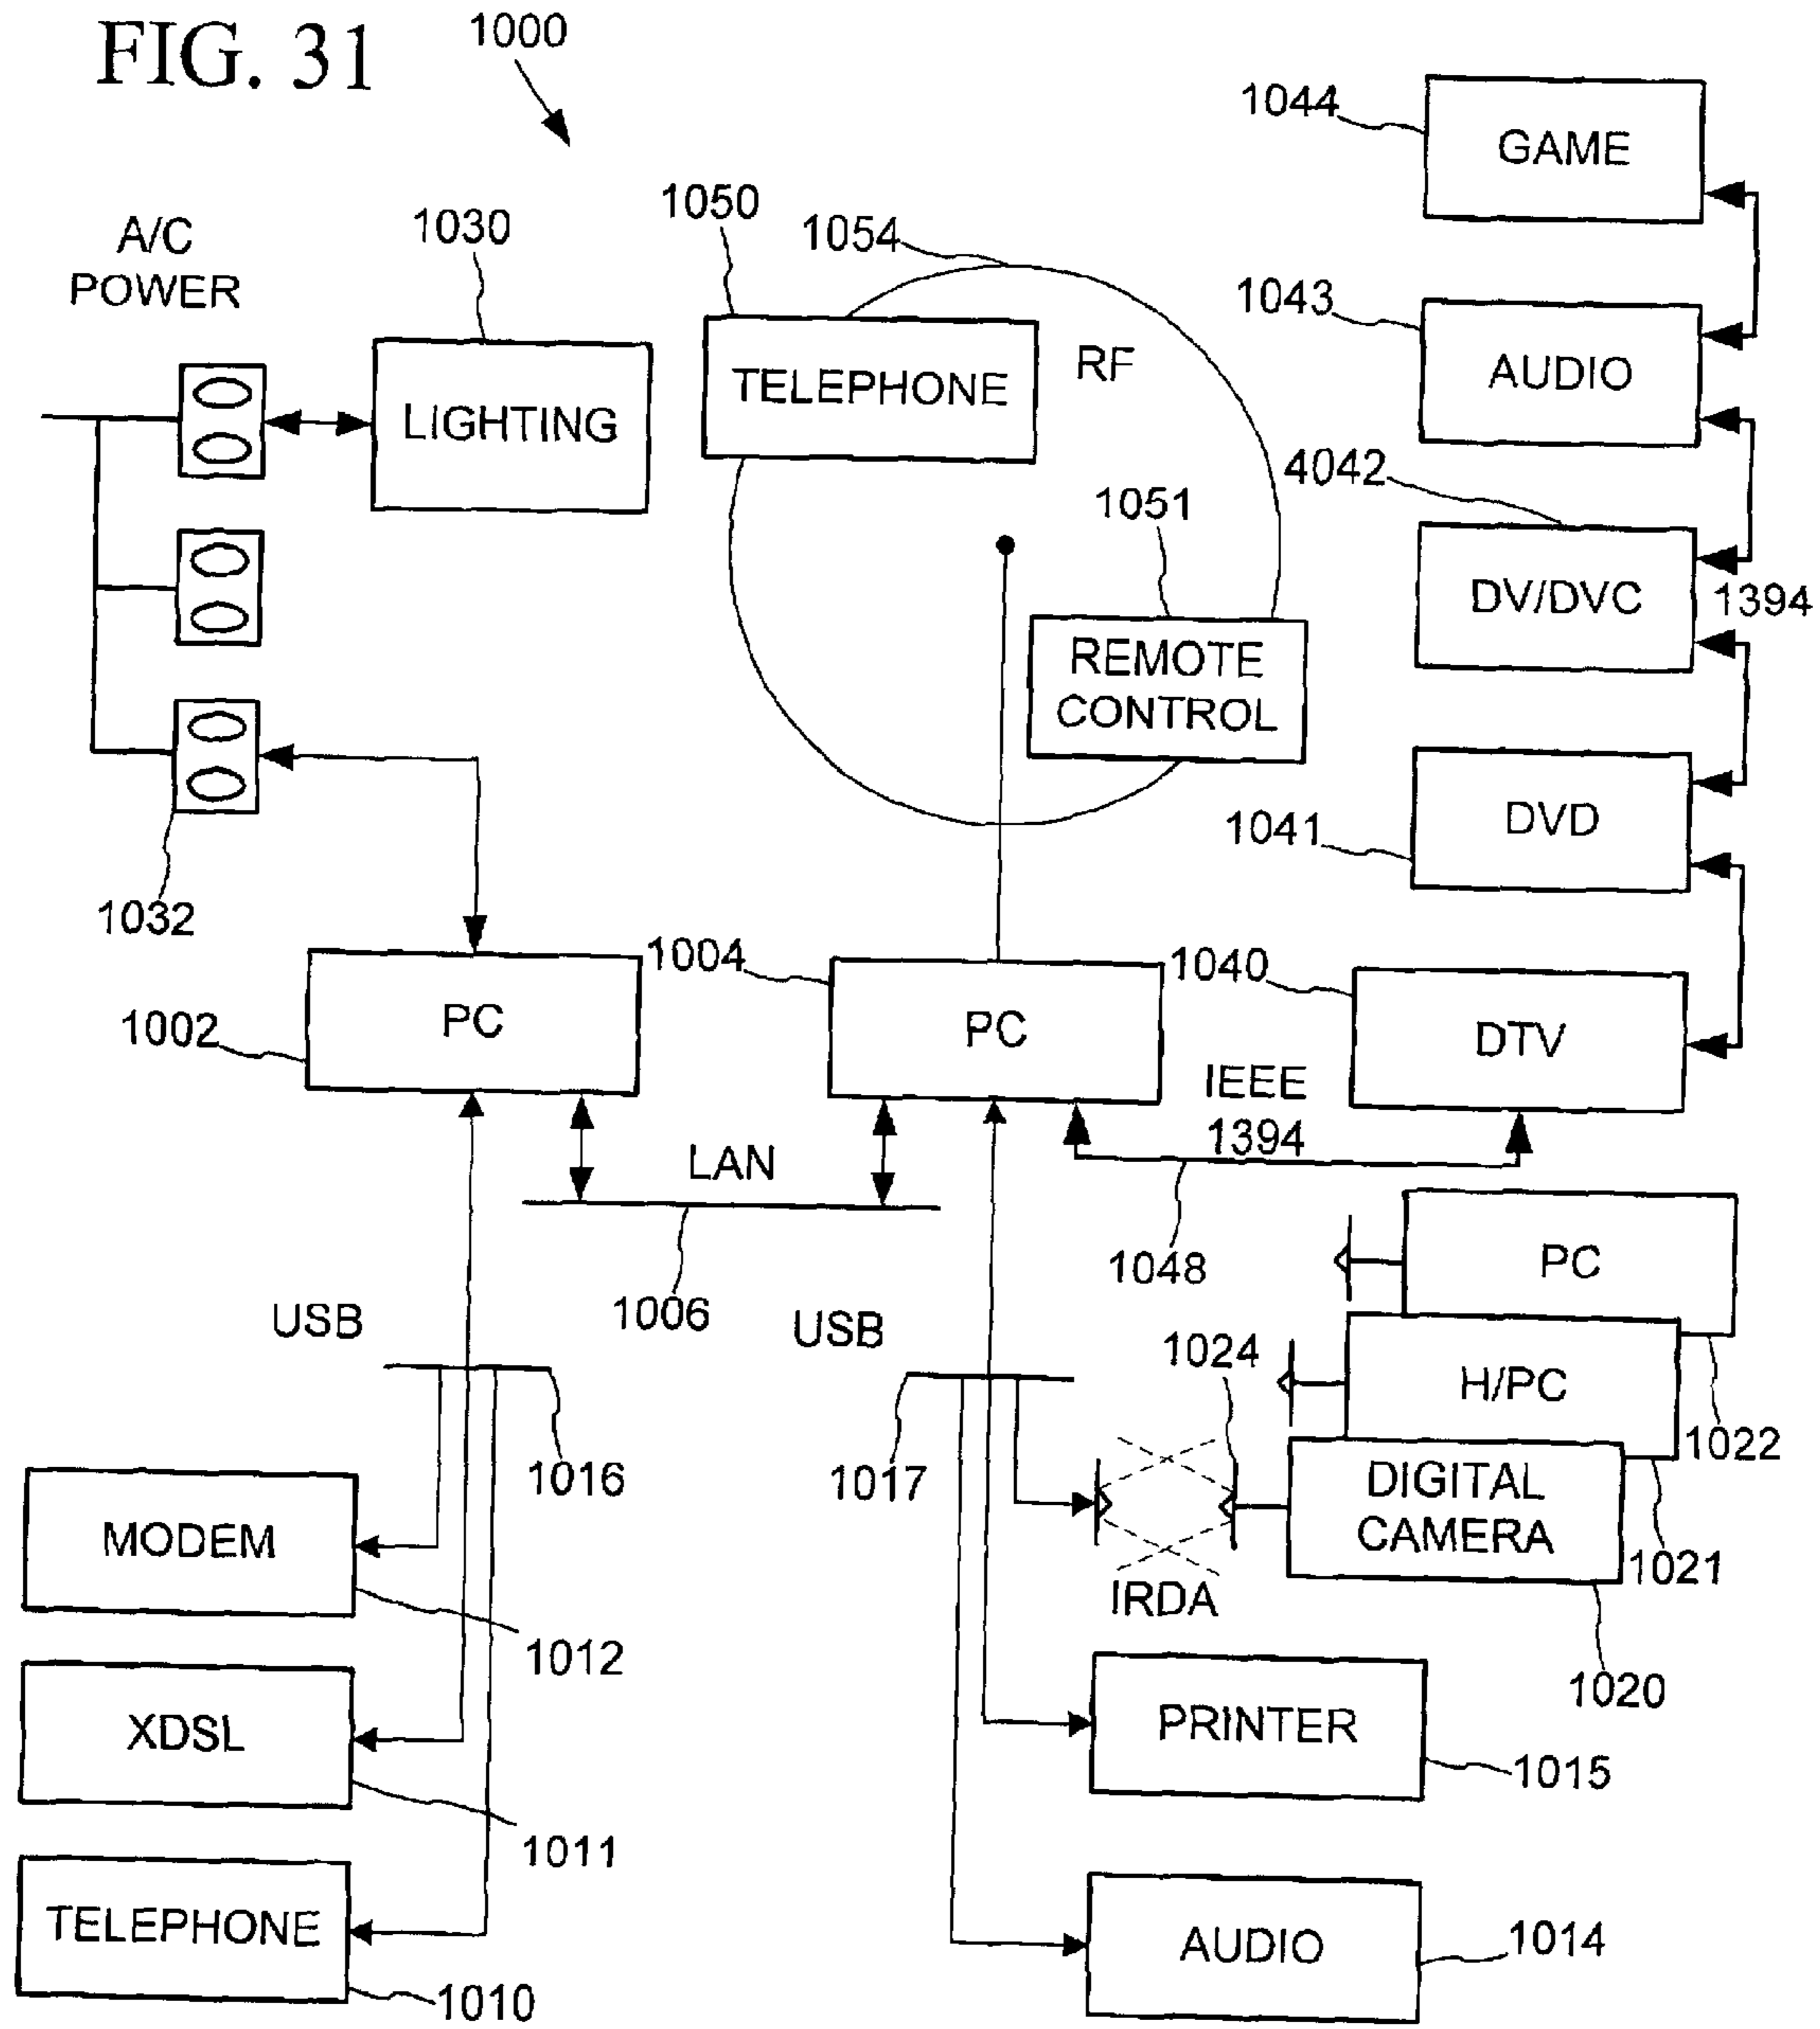 FIG. 31
1000
1044
GAME
A/C
POWER
1030
1050
1054
1043
AUDIO
LIGHTING
TELEPHONE
RF
4042
1051
DV/DVC
1394
REMOTE
CONTROL
1041
DVD
1032
1004
1040
1002
PC
PC
DTV
IEEE
1394
LAN
1048
PC
1006
USB
USB
1024
H/PC
1022
1016
1017
DIGITAL
CAMERA
MODEM
1021
IRDA
1012
1020
XDSL
PRINTER
1015
1011
TELEPHONE
AUDIO
1014
1010